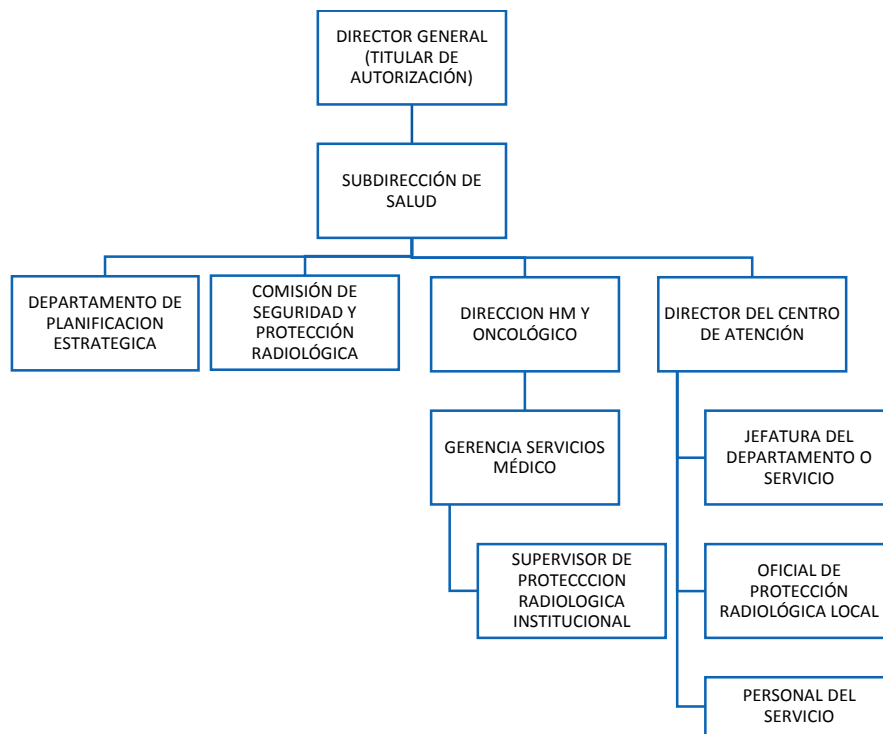 DIRECTOR GENERAL
(TITULAR DE
AUTORIZACIÓN)
SUBDIRECCIÓN DE
SALUD
DEPARTAMENTO DE
PLANIFICACION
ESTRATEGICA
COMISIÓN DE
SEGURIDAD Y
PROTECCIÓN
RADIOLÓGICA
DIRECCION HM Y
ONCOLÓGICO
DIRECTOR DEL CENTRO
DE ATENCIÓN
GERENCIA SERVICIOS
MÉDICO
JEFATURA DEL
DEPARTAMENTO O
SERVICIO
SUPERVISOR DE
PROTECCCION
RADIOLOGICA
INSTITUCIONAL
OFICIAL DE
PROTECCIÓN
RADIOLÓGICA LOCAL
PERSONAL DEL
SERVICIO